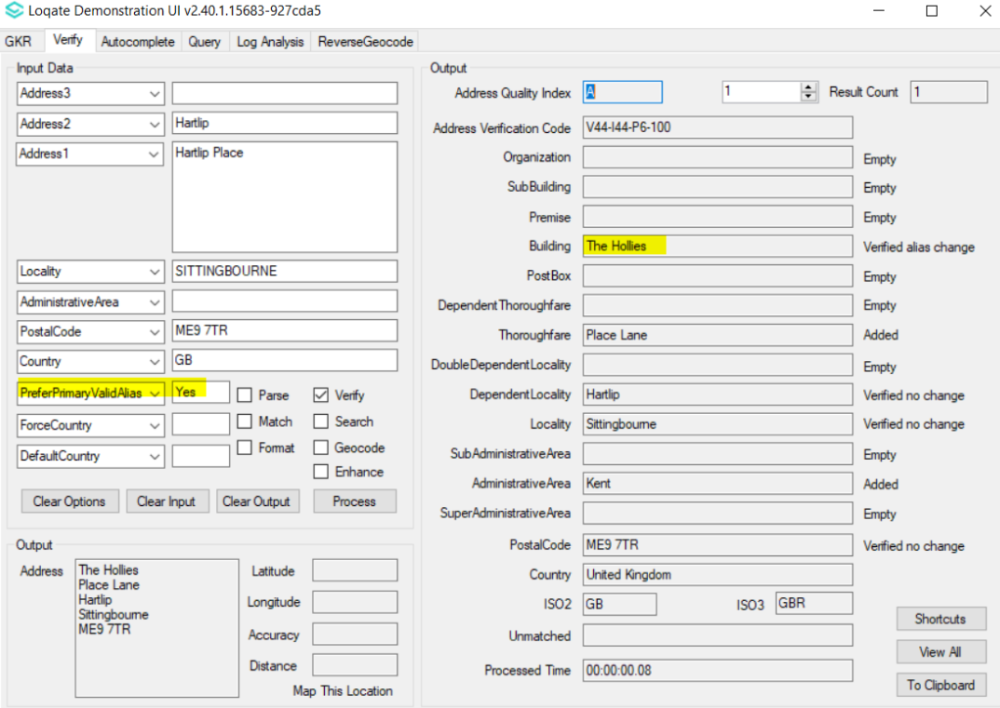 Loqate Demonstration UI v2.40.1.15683-927cda5
GKR Verify Autocomplete Query Log Analysis ReverseGeocode
Input Data
Address3
Address2 Hartlip
Address1 Hartlip Place
Locality SITTINGBOURNE
AdministrativeArea
PostalCode ME9 7TR
Country GB
PreferPrimaryValidAlias Yes Parse Verify
ForceCountry Match Search
DefaultCountry Format Geocode
Enhance
Clear Options Clear Input Clear Output Process
Output
Address The Hollies
Place Lane
Hartlip
Sittingbourne
ME9 7TR
Latitude
Longitude
Accuracy
Distance
Map This Location
Output
Address Quality Index A 1 Result Count 1
Address Verification Code V44-I44-P6-100
Organization Empty
SubBuilding Empty
Premise Empty
Building The Hollies Verified alias change
PostBox Empty
DependentThoroughfare Empty
Thoroughfare Place Lane Added
DoubleDependentLocality Empty
DependentLocality Hartlip Verified no change
Locality Sittingbourne Verified no change
SubAdministrativeArea Empty
AdministrativeArea Kent Added
SuperAdministrativeArea Empty
PostalCode ME9 7TR Verified no change
Country United Kingdom
ISO2 GB ISO3 GBR
Unmatched
Processed Time 00:00:00.08
Shortcuts
View All
To Clipboard